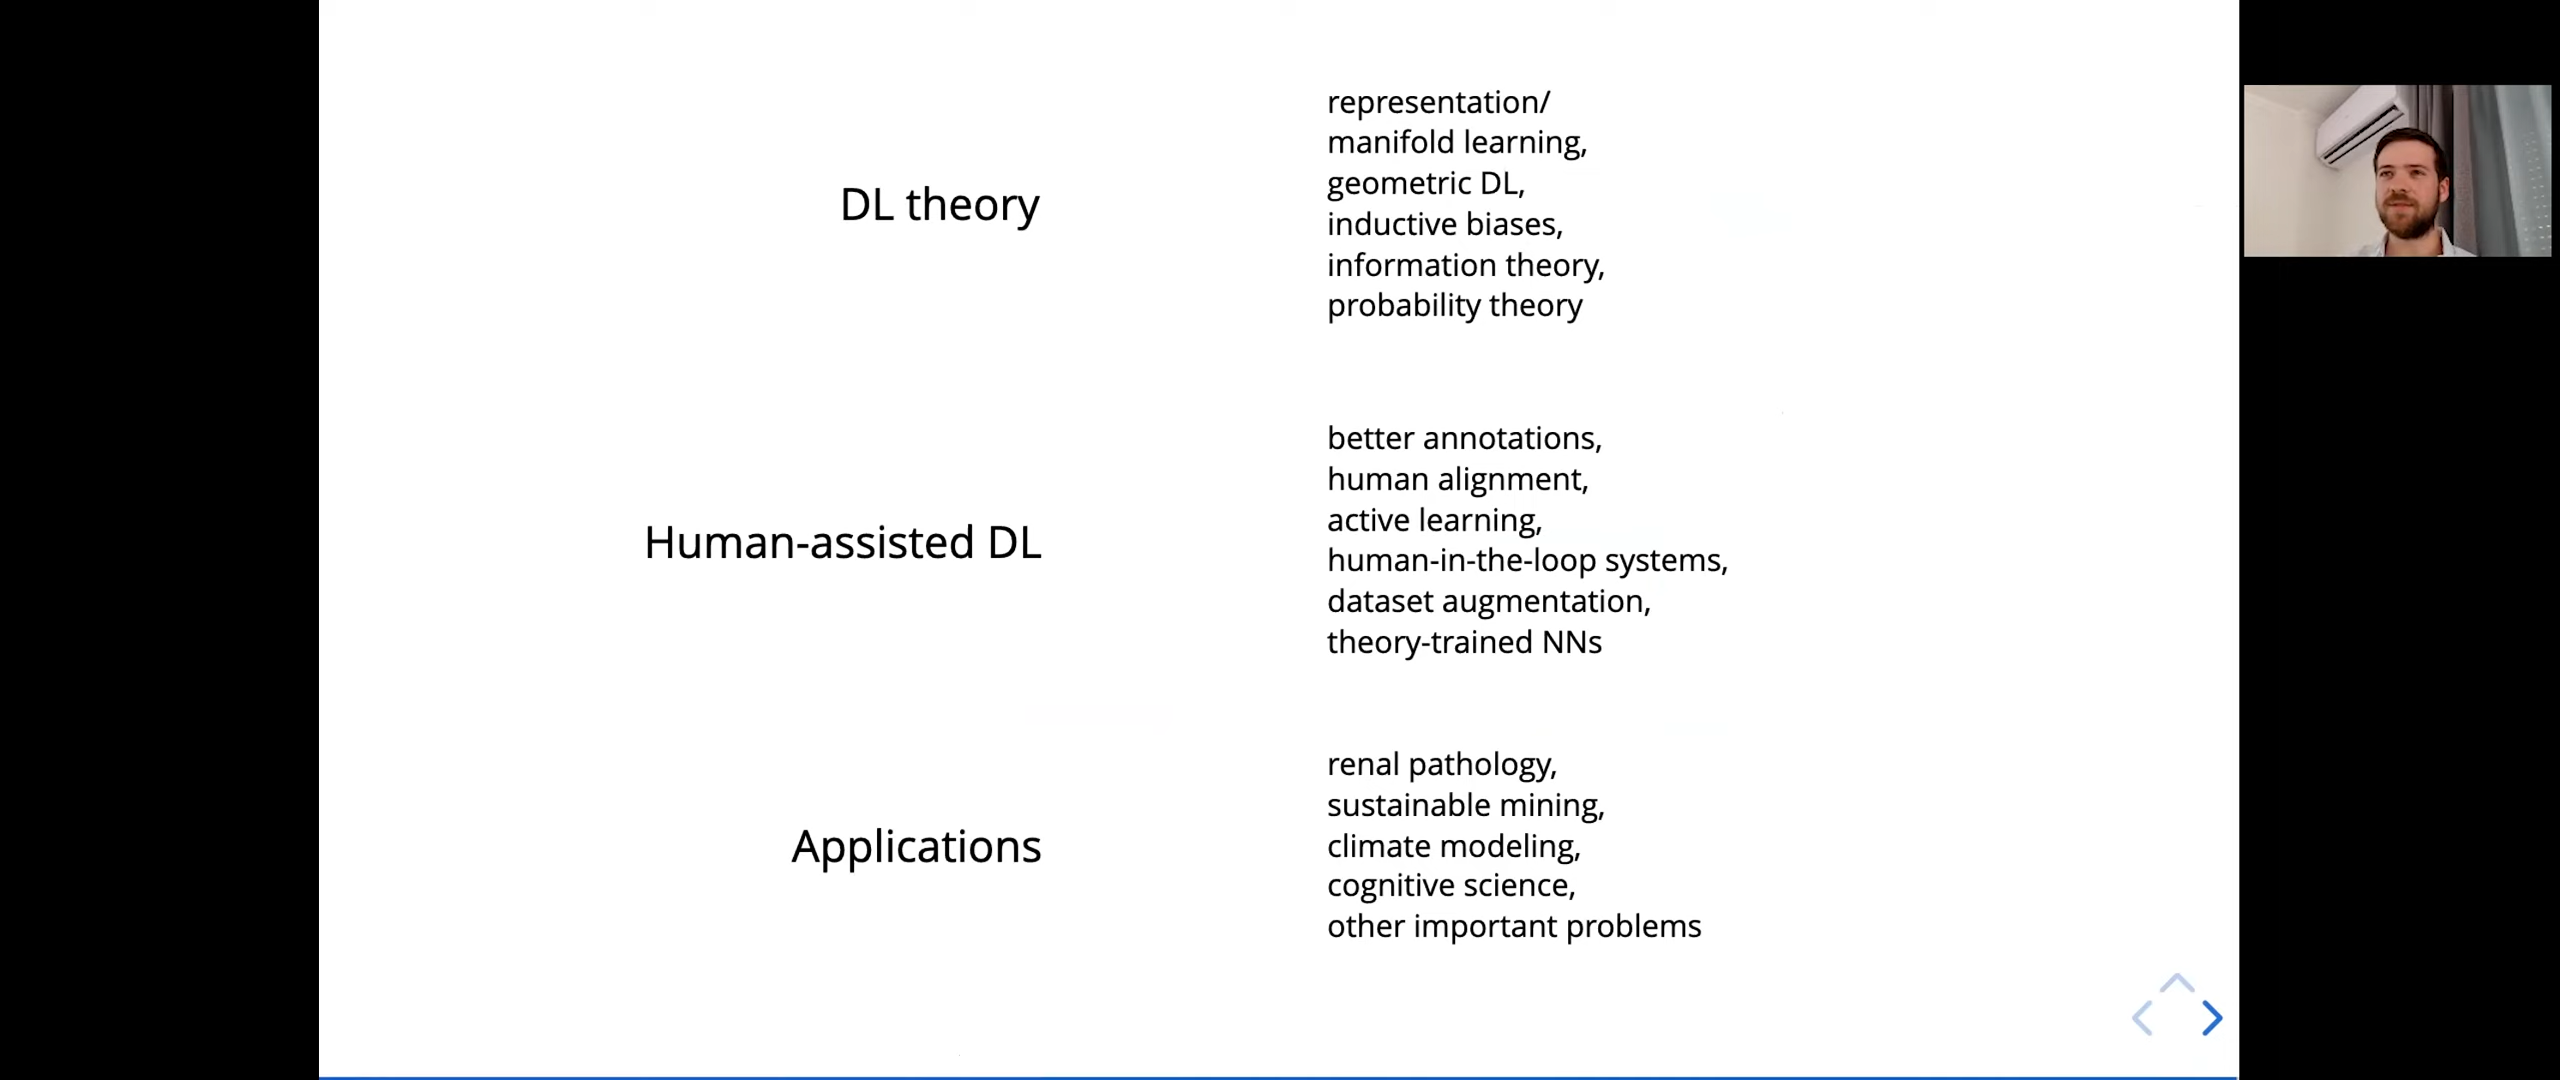 DL theory
representation/
manifold learning,
geometric DL,
inductive biases,
information theory,
probability theory
Human-assisted DL
better annotations,
human alignment,
active learning,
human-in-the-loop systems,
dataset augmentation,
theory-trained NNs
Applications
renal pathology,
sustainable mining,
climate modeling,
cognitive science,
other important problems